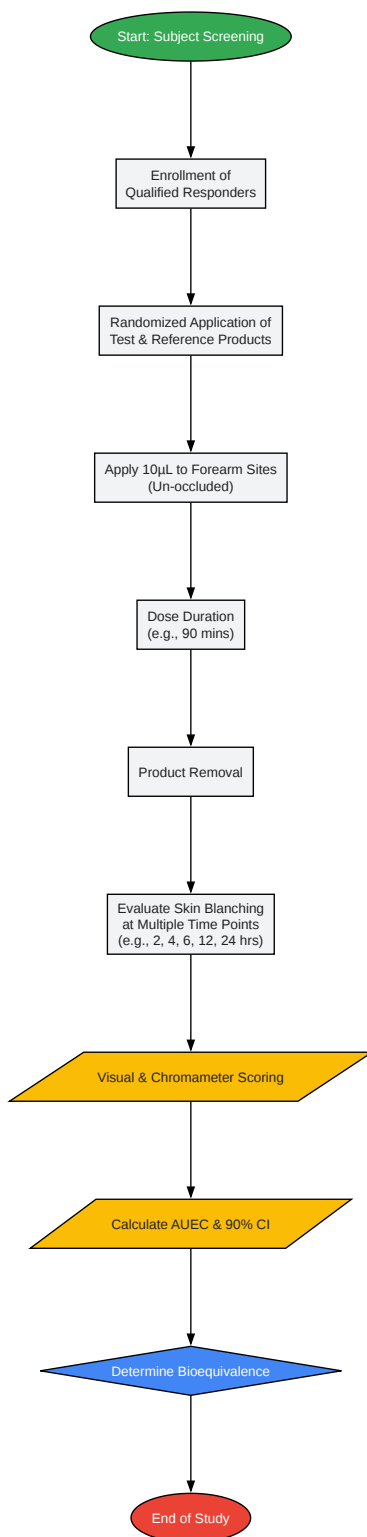 Start: Subject Screening
Enrollment of
Qualified Responders
Randomized Application of
Test & Reference Products
Apply 10µL to Forearm Sites
(Un-occluded)
Dose Duration
(e.g., 90 mins)
Product Removal
Evaluate Skin Blanching
at Multiple Time Points
(e.g., 2, 4, 6, 12, 24 hrs)
Visual & Chromameter Scoring
Calculate AUEC & 90% CI
Determine Bioequivalence
End of Study